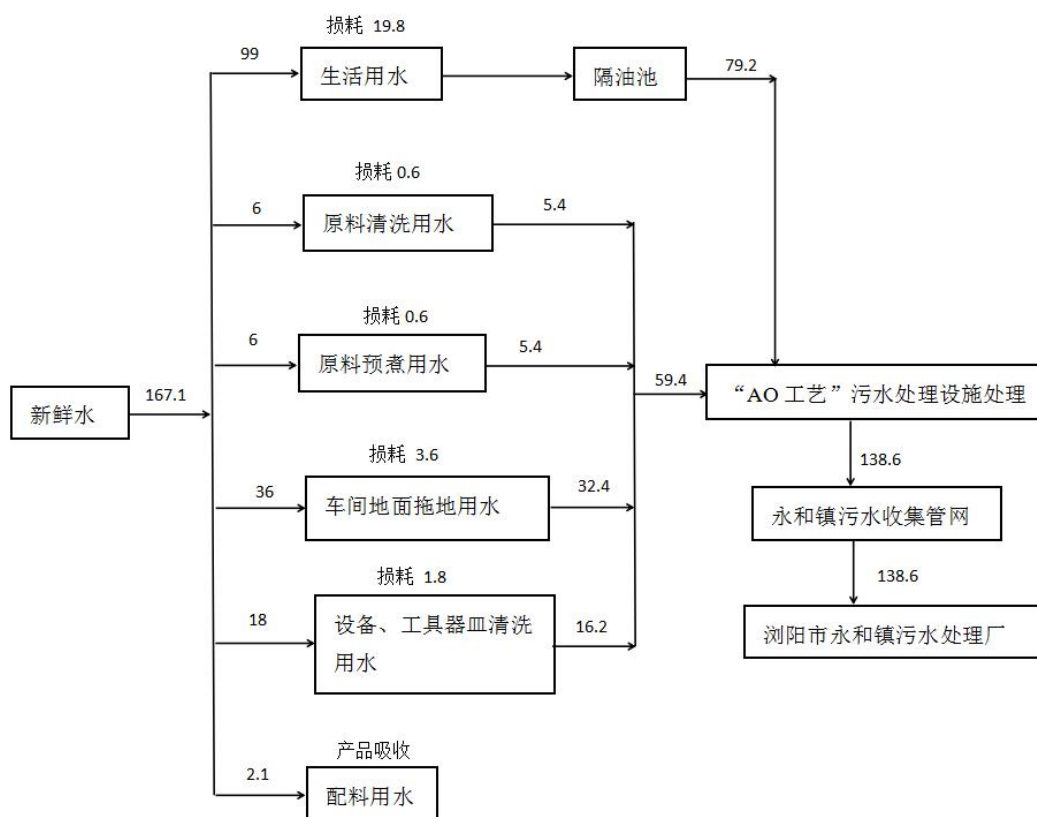 损耗 19.8
99
生活用水
隔油池
79.2
损耗 0.6
6
原料清洗用水
5.4
损耗 0.6
6
原料预煮用水
5.4
新鲜水
167.1
59.4
“AO 工艺”污水处理设施处理
138.6
损耗 3.6
36
车间地面拖地用水
32.4
永和镇污水收集管网
138.6
损耗 1.8
18
设备、工具器皿清洗
用水
16.2
浏阳市永和镇污水处理厂
产品吸收
2.1
配料用水